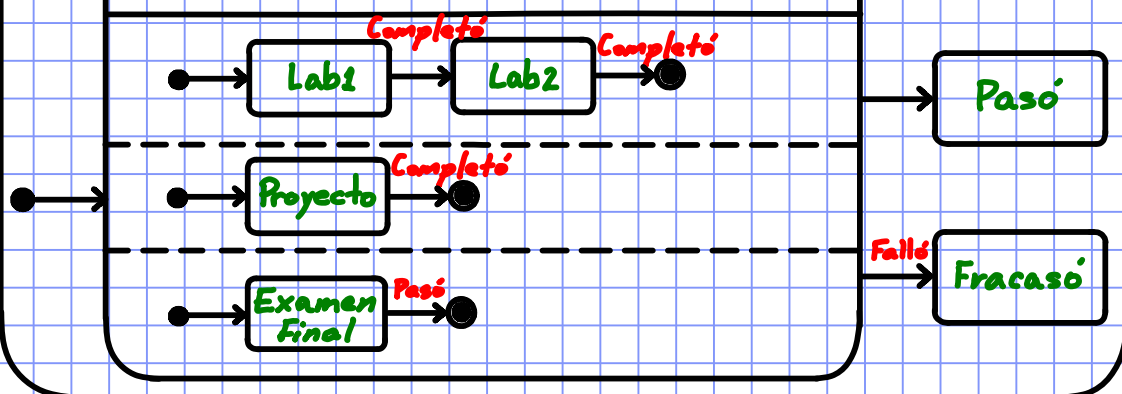 Completó
Completó
Lab1
Lab2
Pasó
Completó
Proyecto
Falló
Fracasó
Pasó
Examen
Final